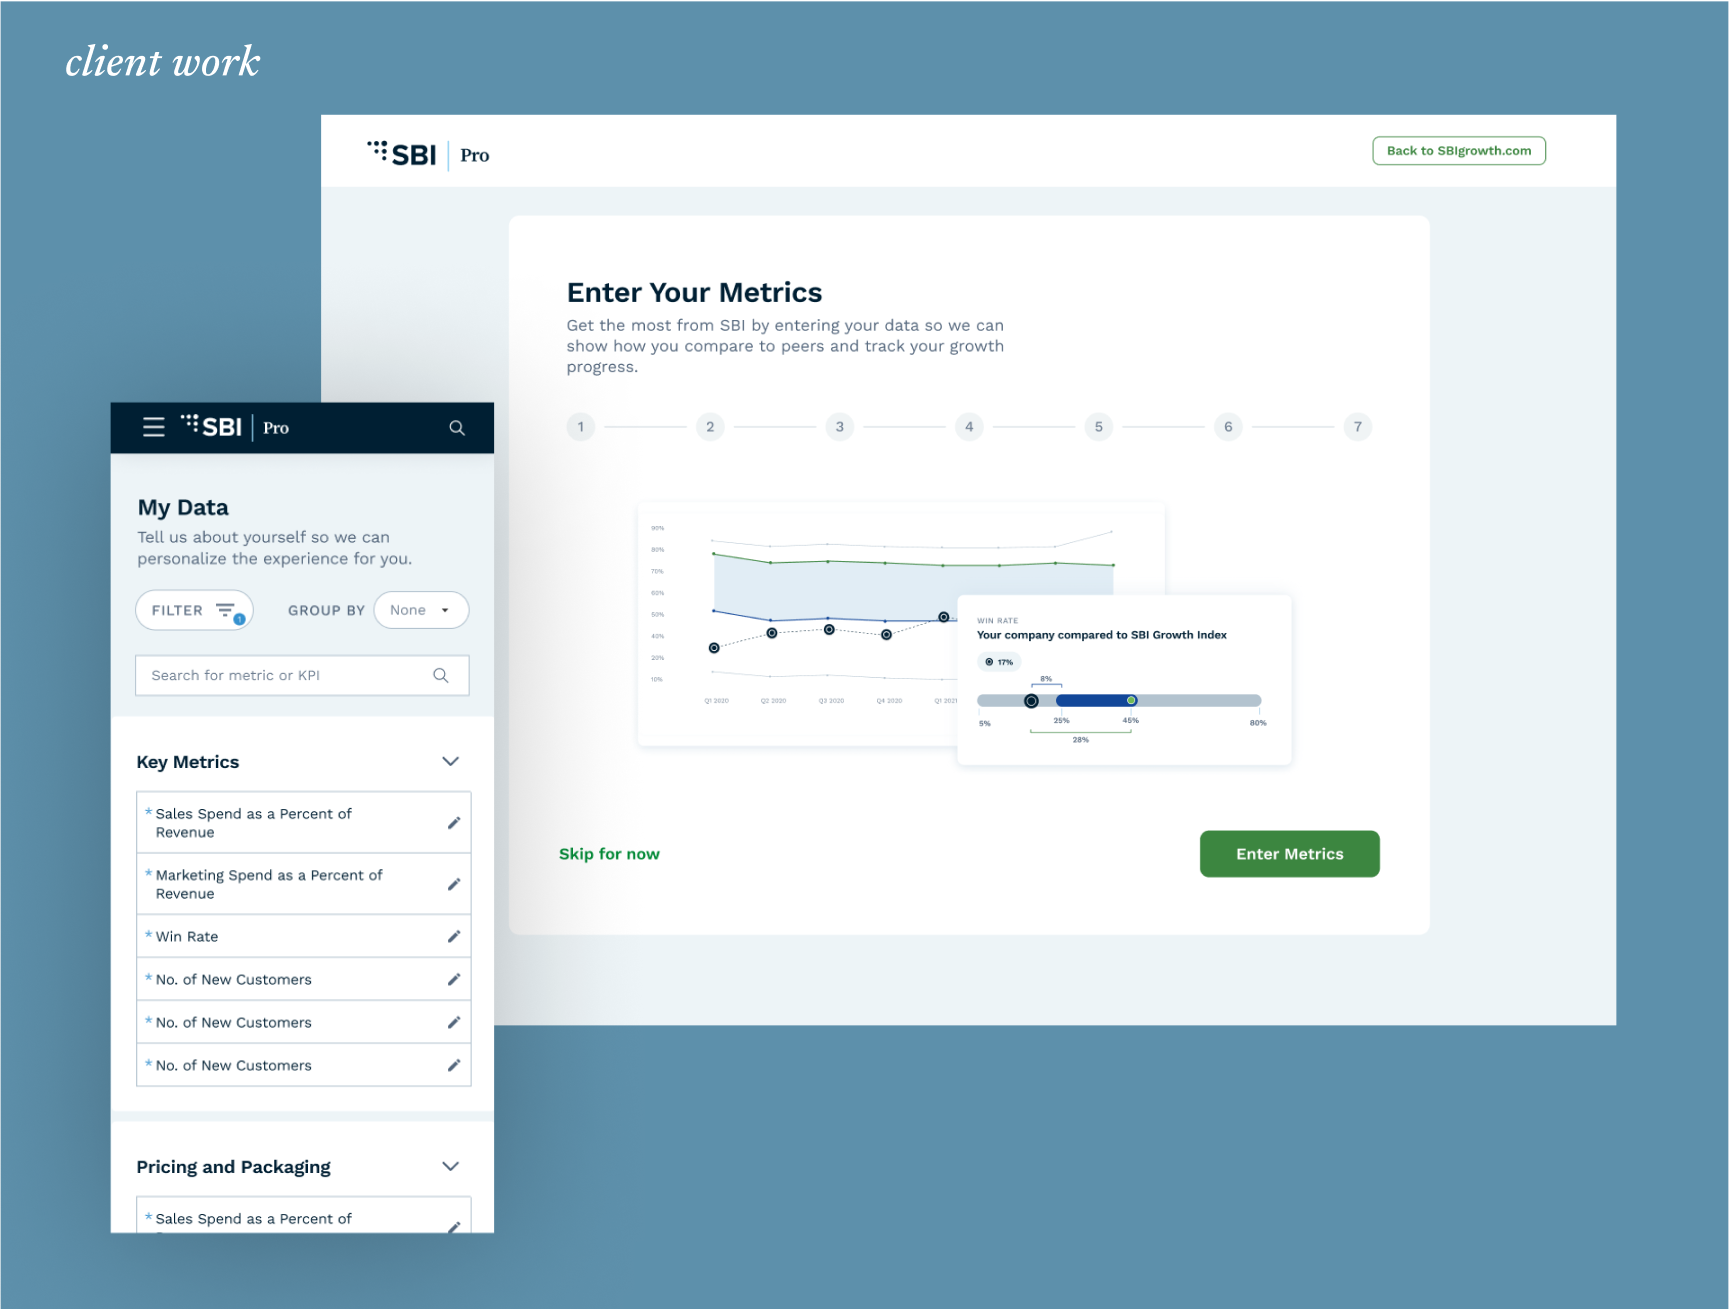 client work
SBI | Pro
Back to SBIgrowth.com
Enter Your Metrics
Get the most from SBI by entering your data so we can
show how you compare to peers and track your growth
progress.
1 2 3 4 5 6 7
90%
80%
70%
60%
50%
40%
20%
10%
Q1 2020 Q2 2020 Q3 2020 Q4 2020 Q1 2021
WIN RATE
Your company compared to SBI Growth Index
17%
8%
5% 25% 45% 80%
28%
Skip for now
Enter Metrics
SBI | Pro
My Data
Tell us about yourself so we can
personalize the experience for you.
FILTER 1 GROUP BY None
Search for metric or KPI
Key Metrics
* Sales Spend as a Percent of
Revenue
* Marketing Spend as a Percent of
Revenue
* Win Rate
* No. of New Customers
* No. of New Customers
* No. of New Customers
Pricing and Packaging
* Sales Spend as a Percent of